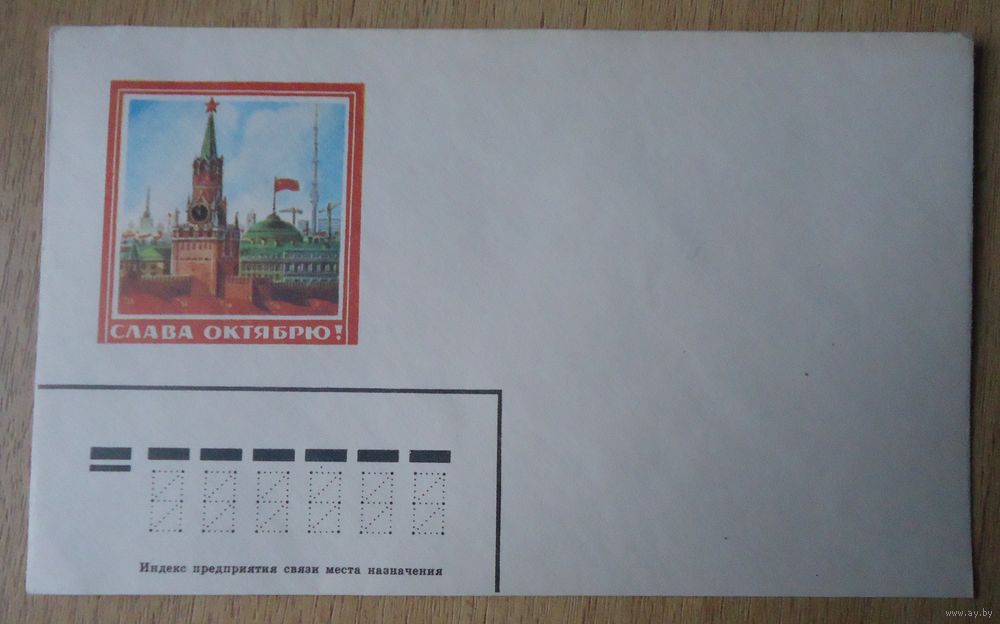 СЛАВА ОКТЯБРЮ!
Индекс предприятия связи места назначения
www.ay.by